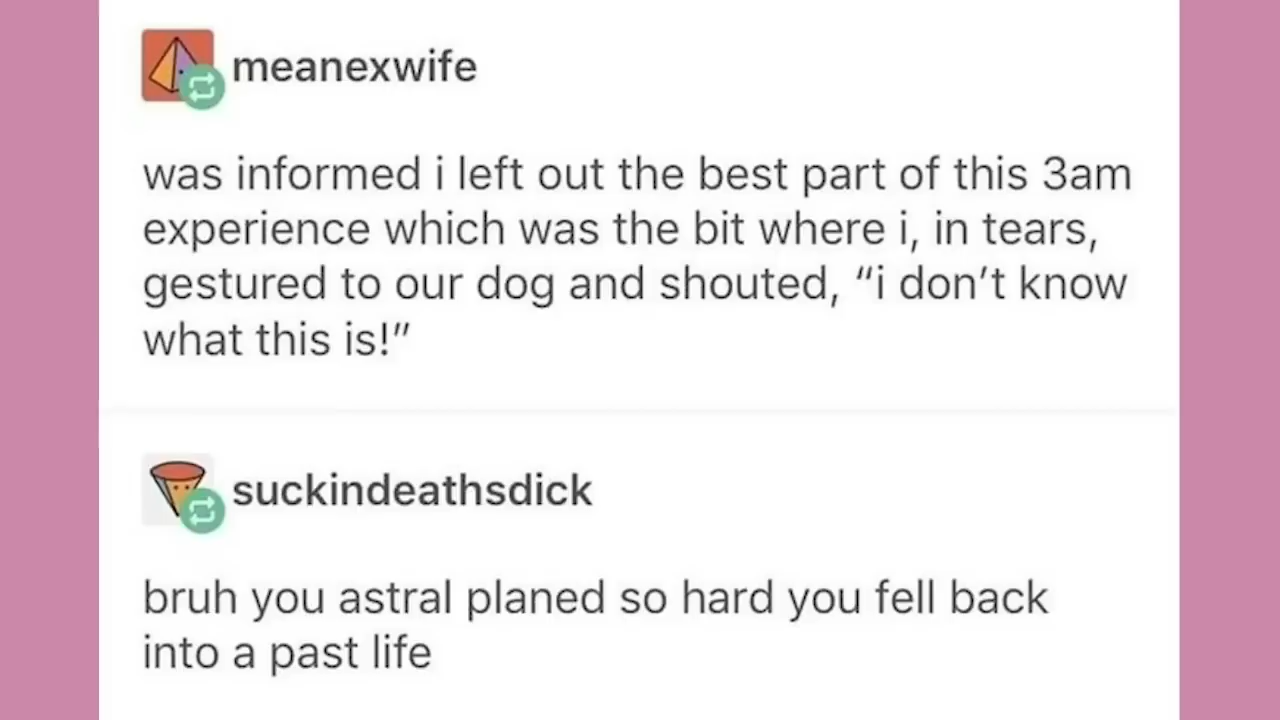 meanexwife
was informed i left out the best part of this 3am
experience which was the bit where i, in tears,
gestured to our dog and shouted, “i don’t know
what this is!”
suckindeathsdick
bruh you astral planed so hard you fell back
into a past life